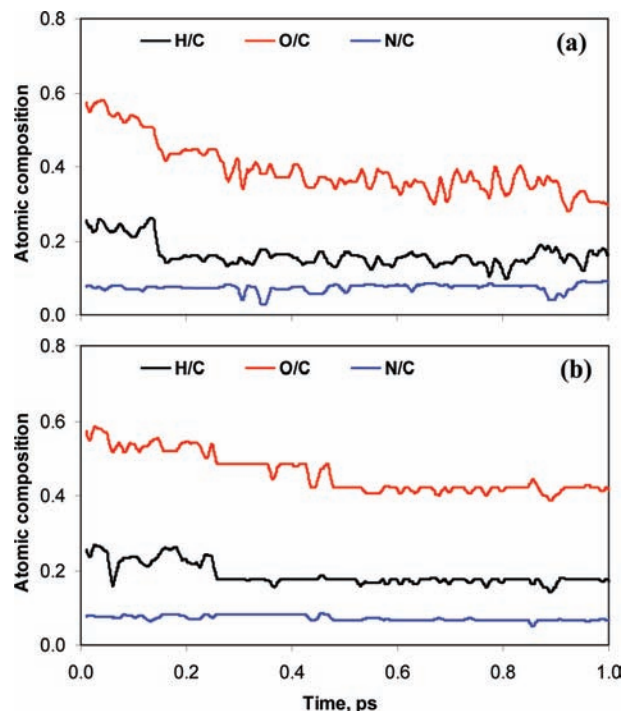 0.8
H/C O/C N/C (a)
0.6
0.4
0.2
0.0
Atomic composition
0.8
H/C O/C N/C (b)
0.6
0.4
0.2
0.0
Atomic composition
0.0 0.2 0.4 0.6 0.8 1.0
Time, ps